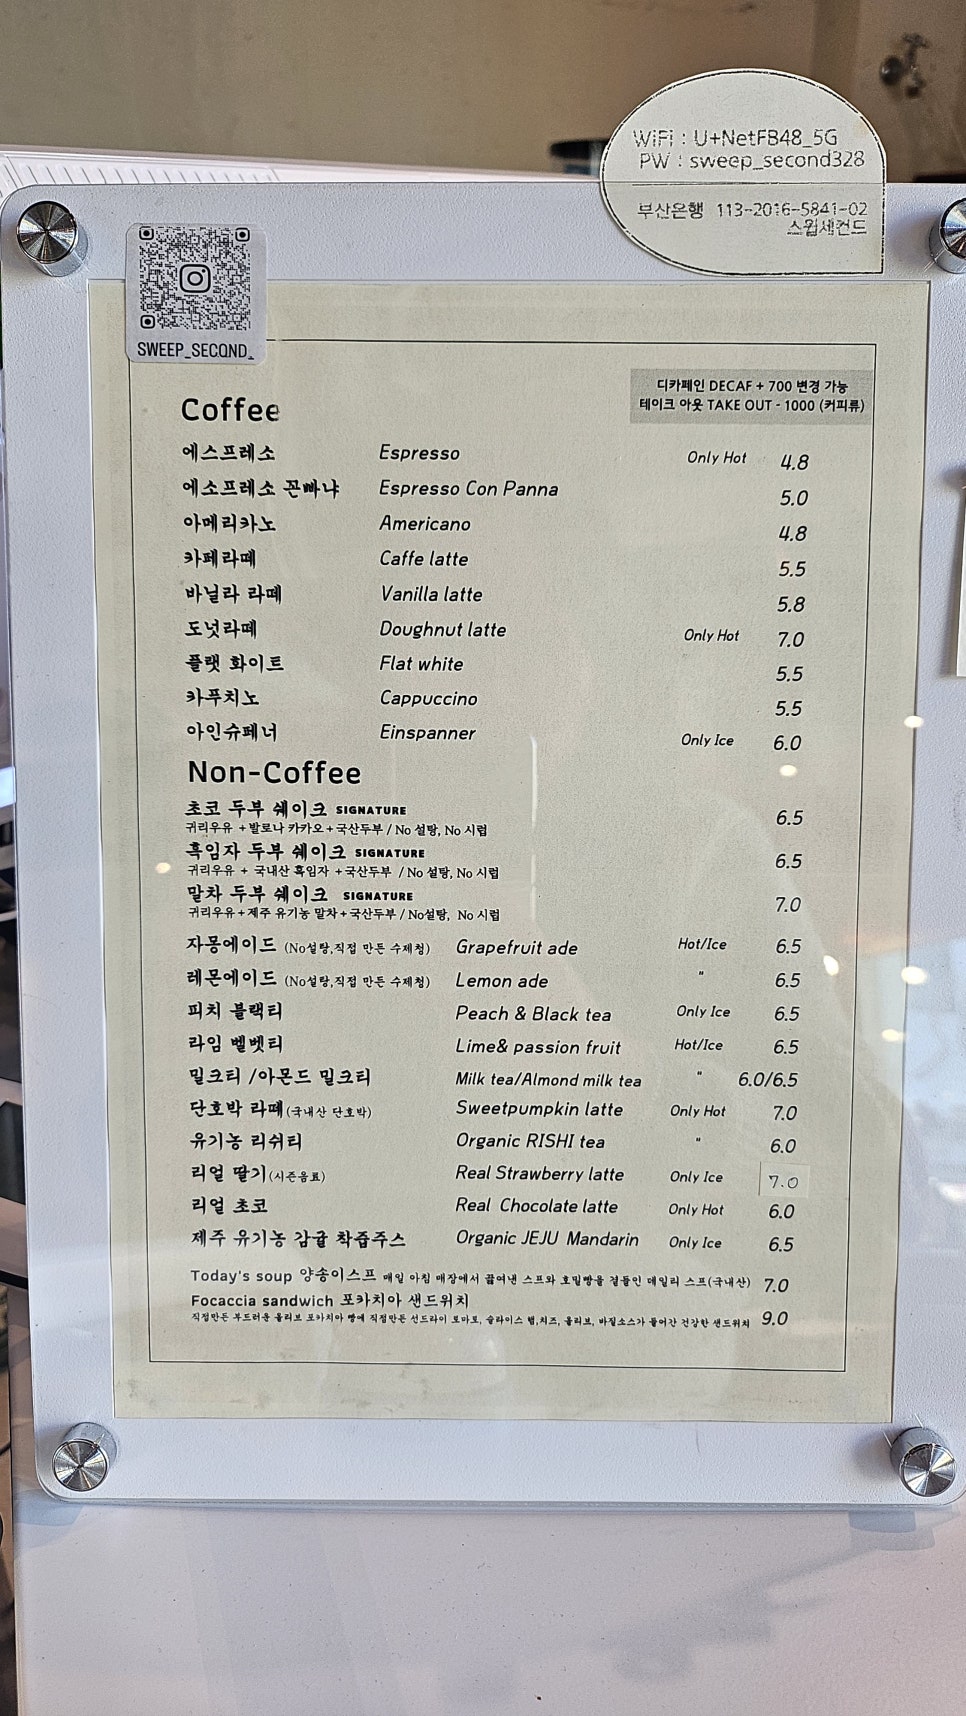 WiFi : U+NetFB48_5G
PW : sweep_second328
부산은행 113-2016-5841-02
스윕세컨드
SWEEP_SECOND_
디카페인 DECAF + 700 변경 가능
테이크 아웃 TAKE OUT - 1000 (커피류)
Coffee
에스프레소 Espresso Only Hot 4.8
에소프레소 꼰빠냐 Espresso Con Panna 5.0
아메리카노 Americano 4.8
카페라떼 Caffe latte 5.5
바닐라 라떼 Vanilla latte 5.8
도넛라떼 Doughnut latte Only Hot 7.0
플랫 화이트 Flat white 5.5
카푸치노 Cappuccino 5.5
아인슈페너 Einspanner Only Ice 6.0
Non-Coffee
초코 두부 쉐이크 SIGNATURE 6.5
귀리우유 + 발로나 카카오 + 국산두부 / No 설탕, No 시럽
흑임자 두부 쉐이크 SIGNATURE 6.5
귀리우유 + 국내산 흑임자 + 국산두부 / No 설탕, No 시럽
말차 두부 쉐이크 SIGNATURE 7.0
귀리우유 + 제주 유기농 말차 + 국산두부 / No설탕, No 시럽
자몽에이드 (No설탕,직접 만든 수제청) Grapefruit ade Hot/Ice 6.5
레몬에이드 (No설탕,직접 만든 수제청) Lemon ade " 6.5
피치 블랙티 Peach & Black tea Only Ice 6.5
라임 벨벳티 Lime& passion fruit Hot/Ice 6.5
밀크티 /아몬드 밀크티 Milk tea/Almond milk tea " 6.0/6.5
단호박 라떼(국내산 단호박) Sweetpumpkin latte Only Hot 7.0
유기농 리쉬티 Organic RISHI tea " 6.0
리얼 딸기(시즌음료) Real Strawberry latte Only Ice 7.0
리얼 초코 Real Chocolate latte Only Hot 6.0
제주 유기농 감귤 착즙주스 Organic JEJU Mandarin Only Ice 6.5
Today's soup 양송이스프 매일 아침 매장에서 끓여낸 스프와 호밀빵을 곁들인 데일리 스프(국내산) 7.0
Focaccia sandwich 포카치아 샌드위치
직접만든 부드러운 올리브 포카치아 빵에 직접만든 선드라이 토마토, 슬라이스 햄,치즈, 올리브, 바질소스가 들어간 건강한 샌드위치 9.0